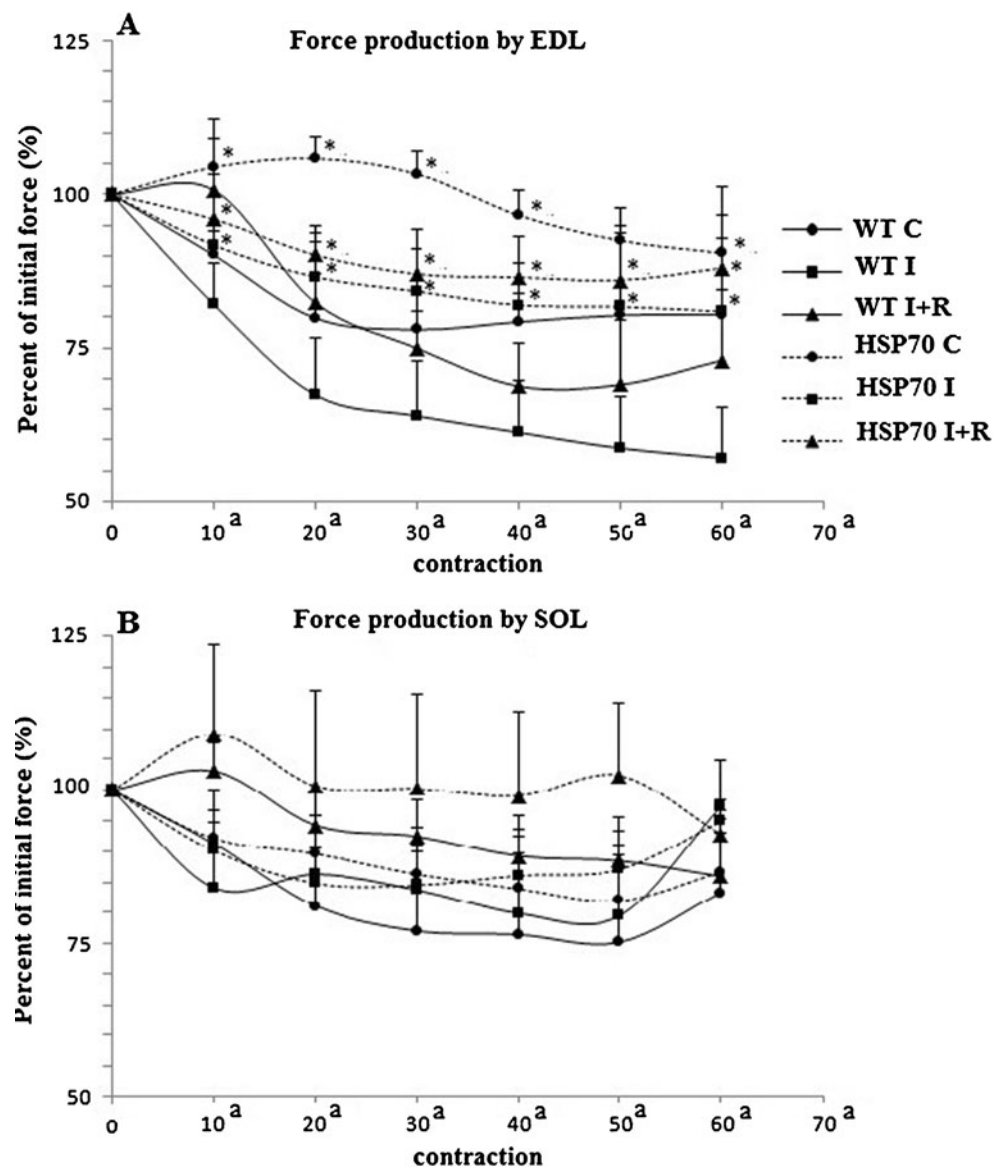 A
Force production by EDL
Percent of initial force (%)
125
100
75
50
* * * * *
* * * * * *
* * * * * *
0 10 a 20 a 30 a 40 a 50 a 60 a 70 a
contraction
WT C
WT I
WT I+R
HSP70 C
HSP70 I
HSP70 I+R
B
Force production by SOL
Percent of initial force (%)
125
100
75
50
0 10 a 20 a 30 a 40 a 50 a 60 a 70 a
contraction